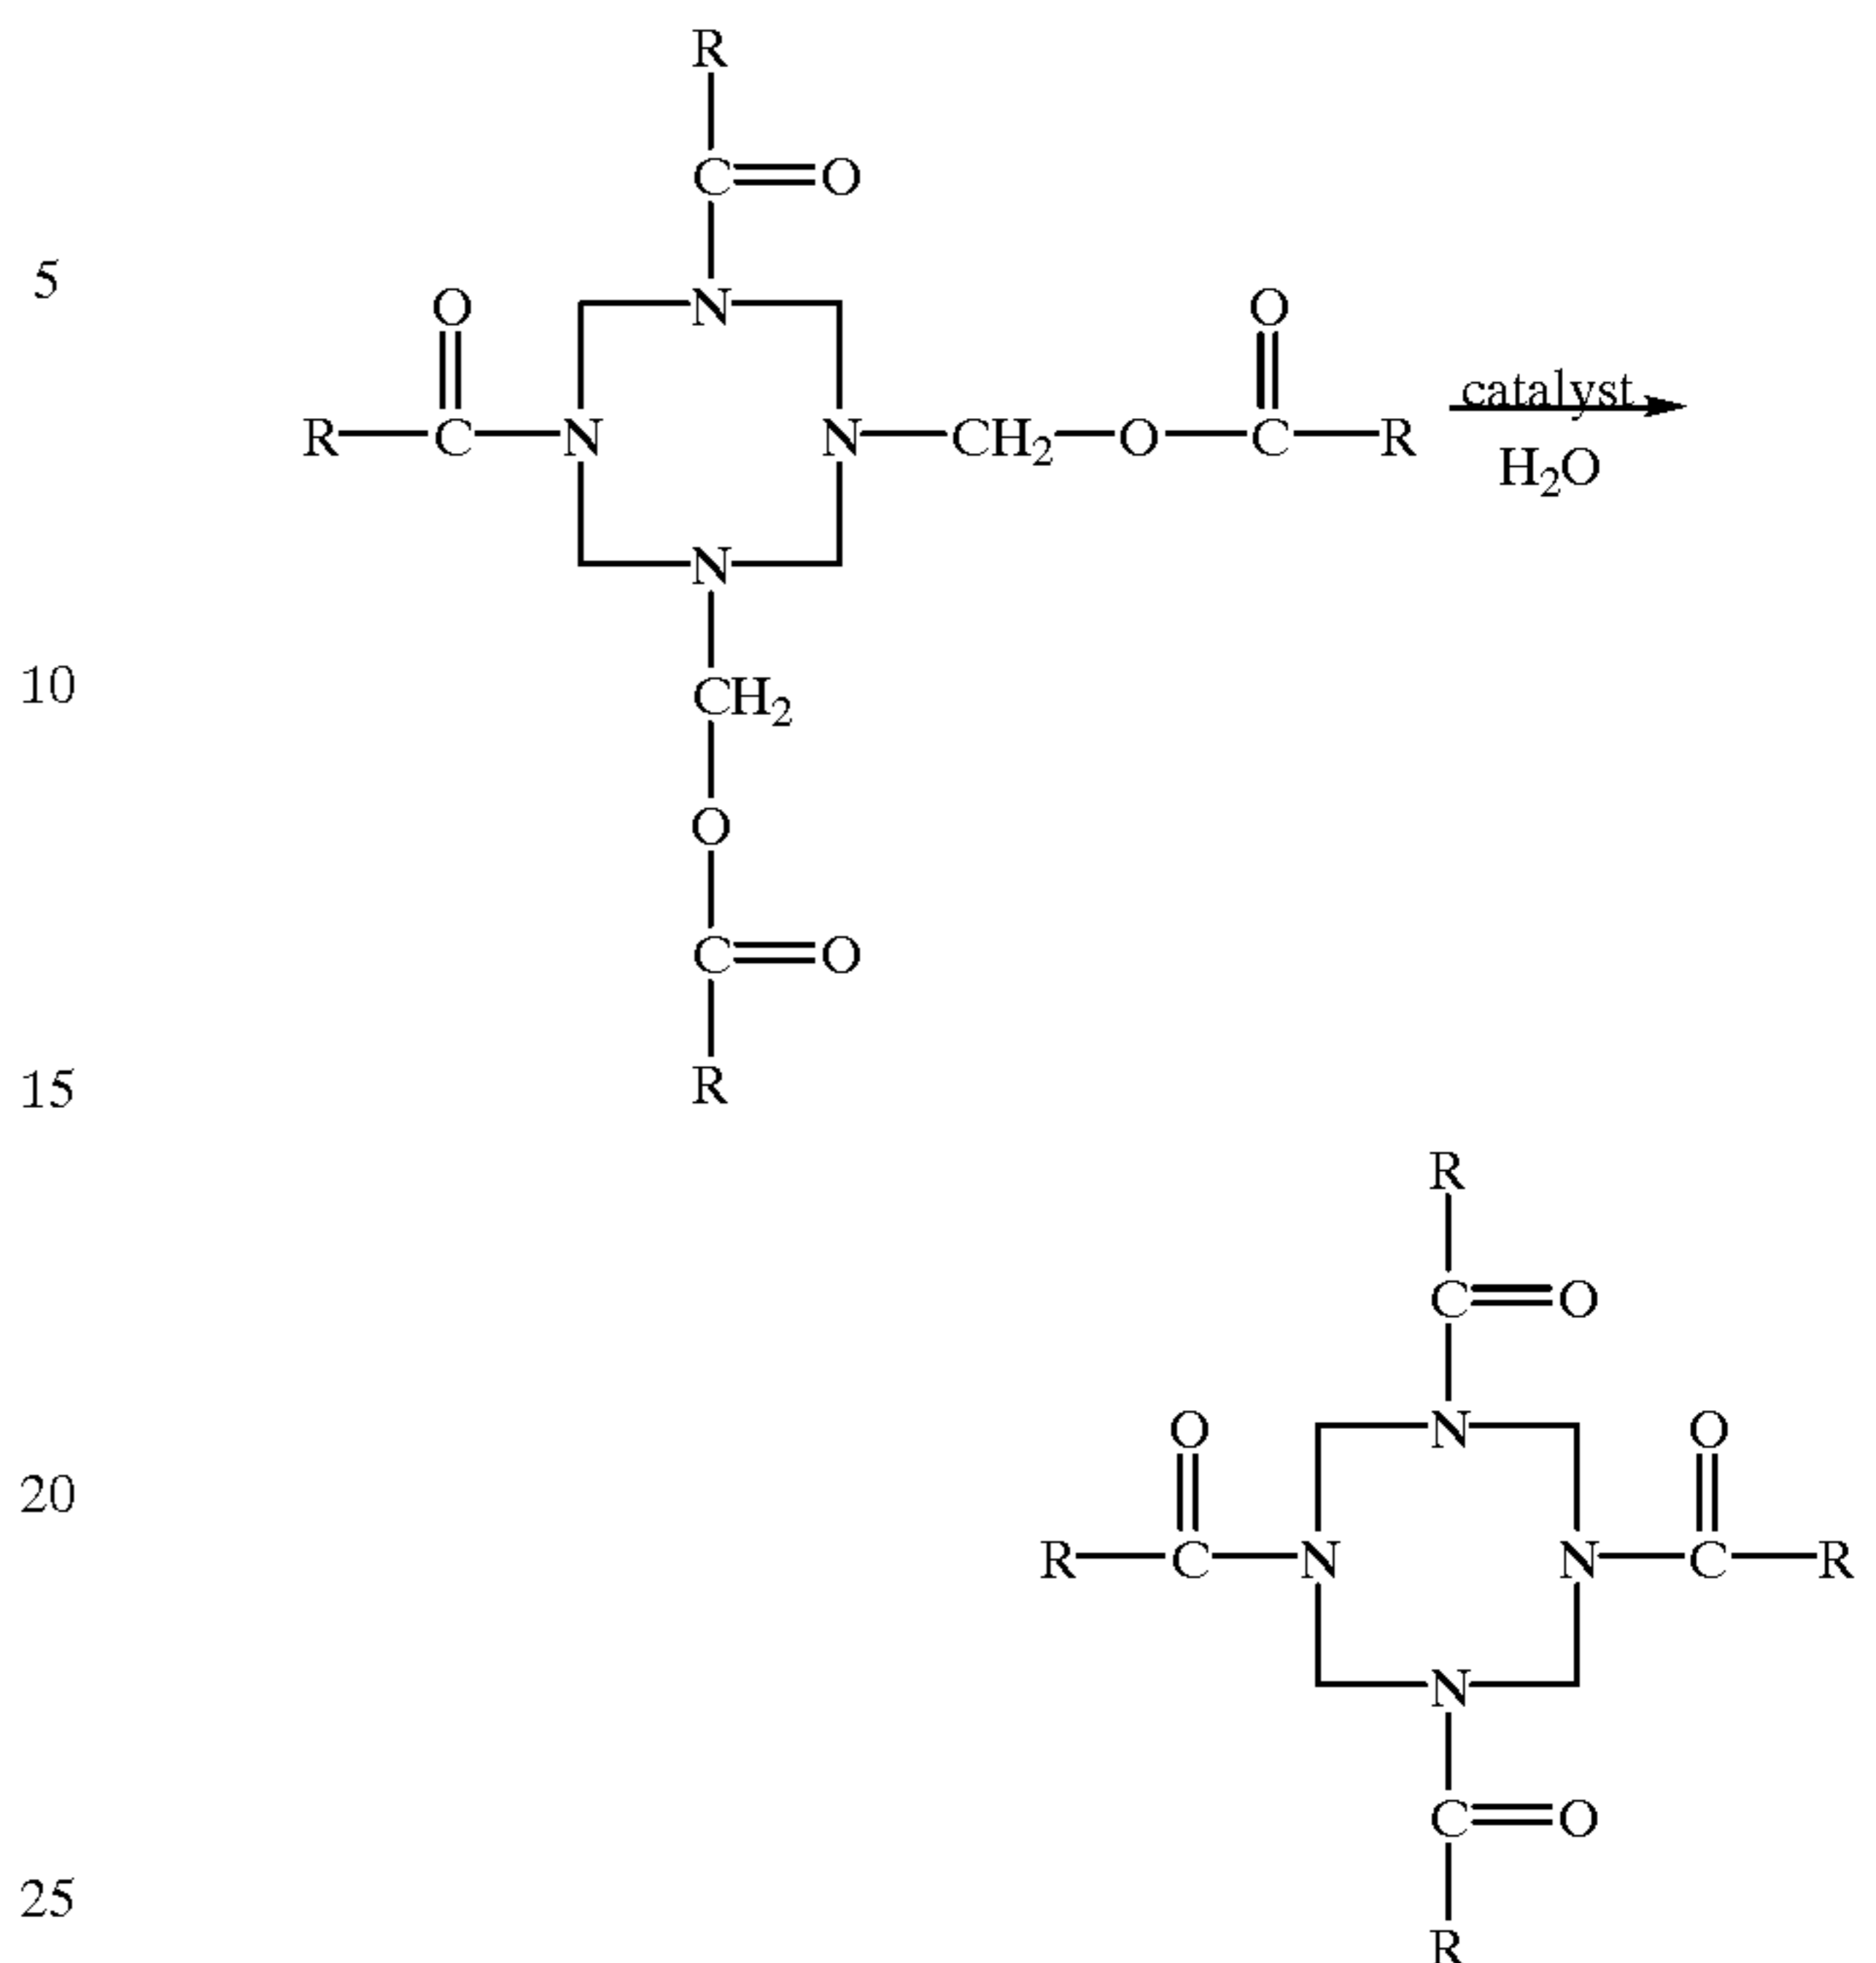 R
C O
5
N
O O
R C N N CH2 O C R
catalyst
H2O
N
10
CH2
O
C O
15
R
R
C O
N
O O
20
R C N N C R
N
C O
25
R